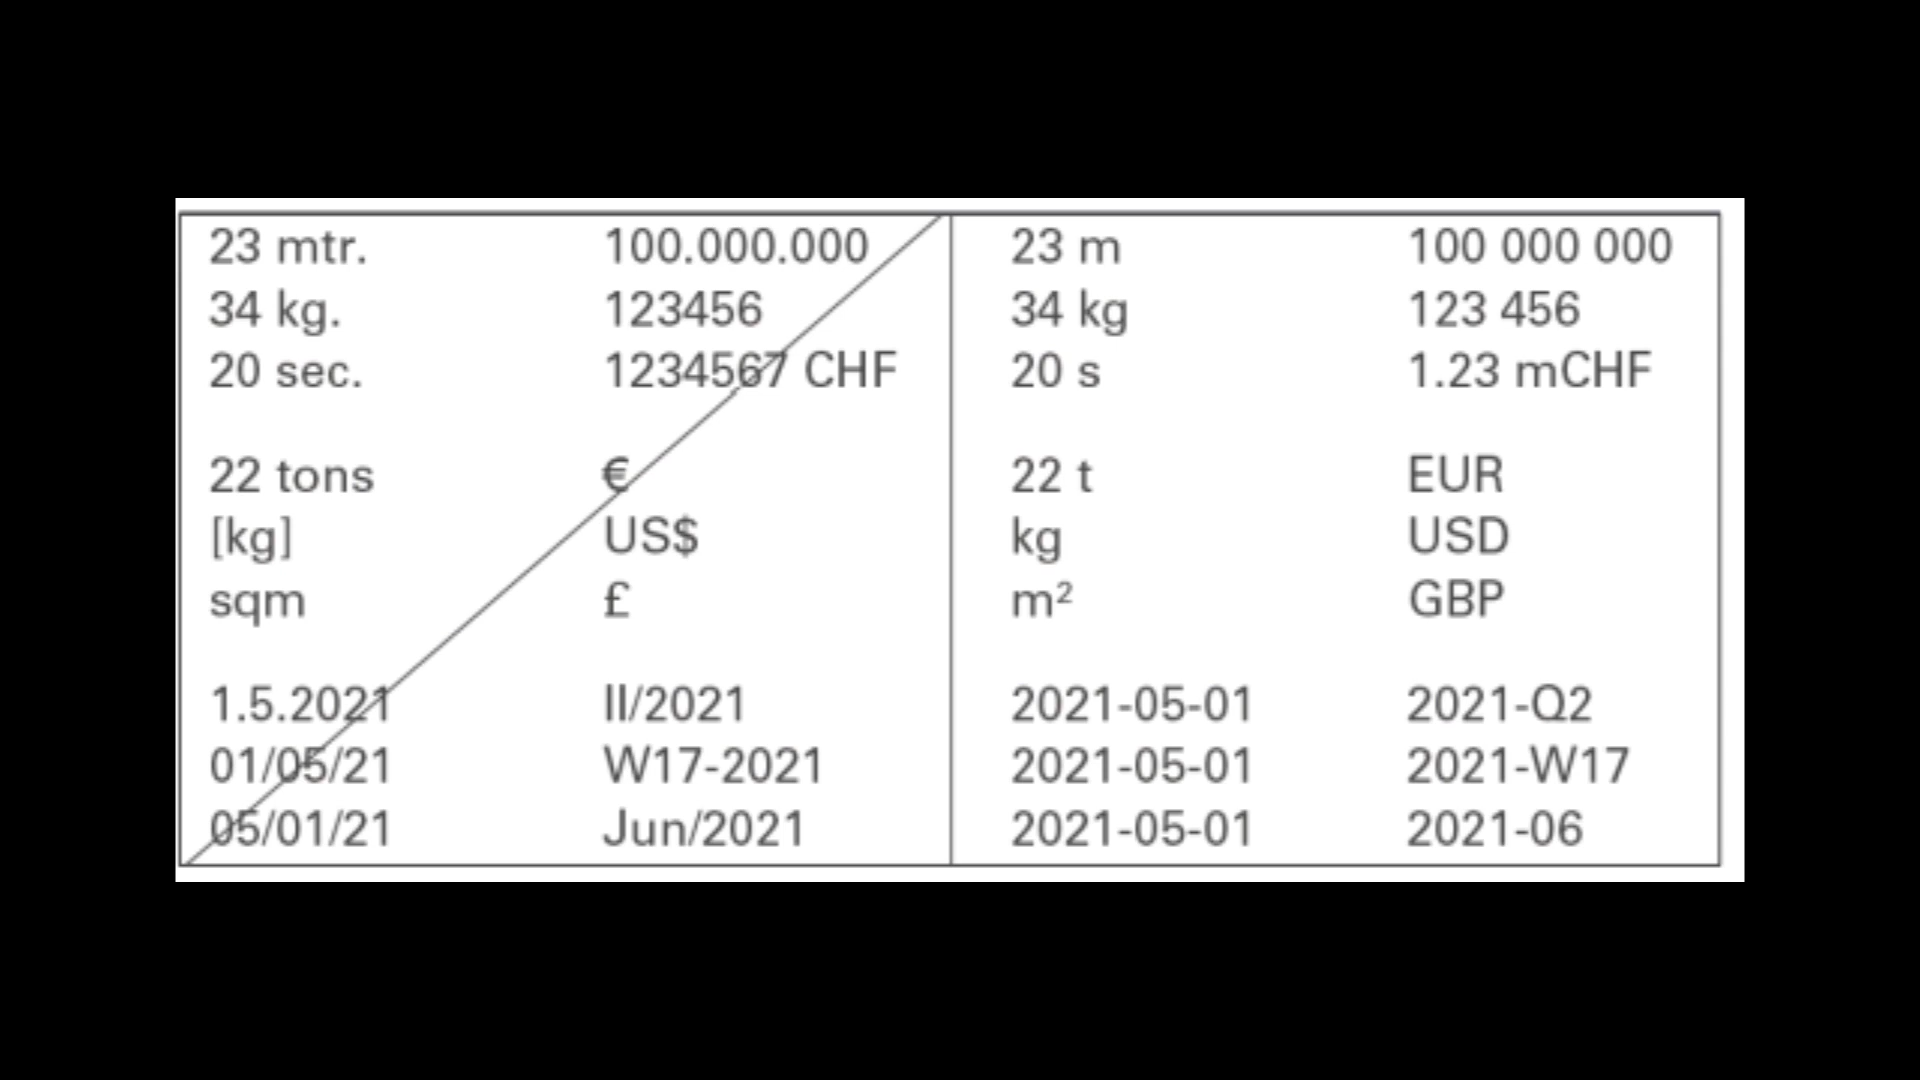 23 mtr. 100.000.000 23 m 100 000 000
34 kg. 123456 34 kg 123 456
20 sec. 1234567 CHF 20 s 1.23 mCHF
22 tons € 22 t EUR
[kg] US$ kg USD
sqm £ m² GBP
1.5.2021 II/2021 2021-05-01 2021-Q2
01/05/21 W17-2021 2021-05-01 2021-W17
05/01/21 Jun/2021 2021-05-01 2021-06